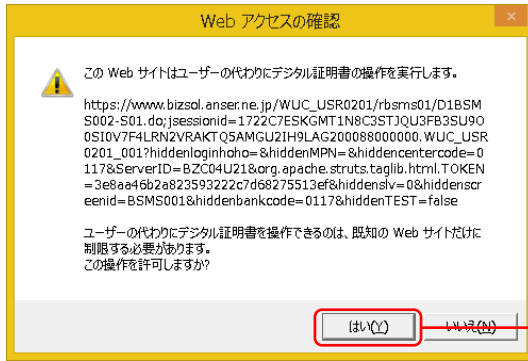 Web アクセスの確認
この Web サイトはユーザーの代わりにデジタル証明書の操作を実行します。
https://www.bizsol.anser.ne.jp/WUC_USR0201/rbsms01/D1BSM
S002-S01.do;jsessionid=1722C7ESKGMT1N8C3STJQU3FB3SU9O
0SI0V7F4LRN2VRAKTQ5AMGU2IH9LAG200088000000.WUC_USR
0201_001?hiddenloginhoho=&hiddenMPN=&hiddencentercode=0
117&ServerID=BZC04U21&org.apache.struts.taglib.html.TOKEN
=3e8aa46b2a823593222c7d68275513ef&hiddenslv=0&hiddenscr
eenid=BSMS001&hiddenbankcode=0117&hiddenTEST=false
ユーザーの代わりにデジタル証明書を操作できるのは、既知の Web サイトだけに
制限する必要があります。
この操作を許可しますか?
はい(Y) いいえ(N)